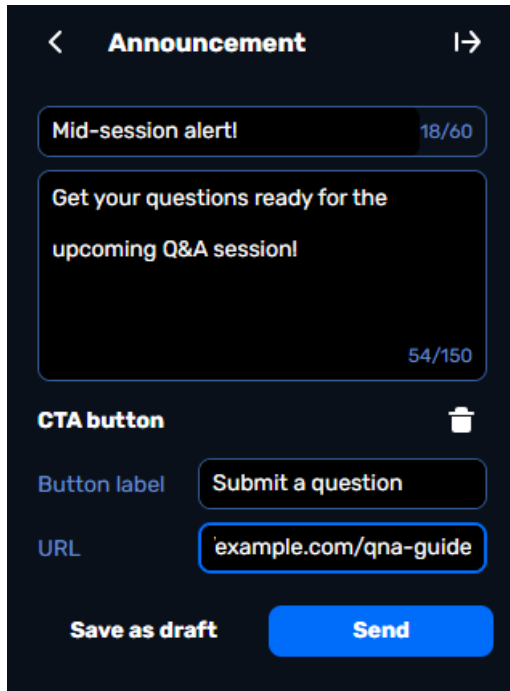 Announcement
Mid-session alert!
18/60
Get your questions ready for the
upcoming Q&A session!
54/150
CTA button
Button label
Submit a question
URL
example.com/qna-guide
Save as draft
Send